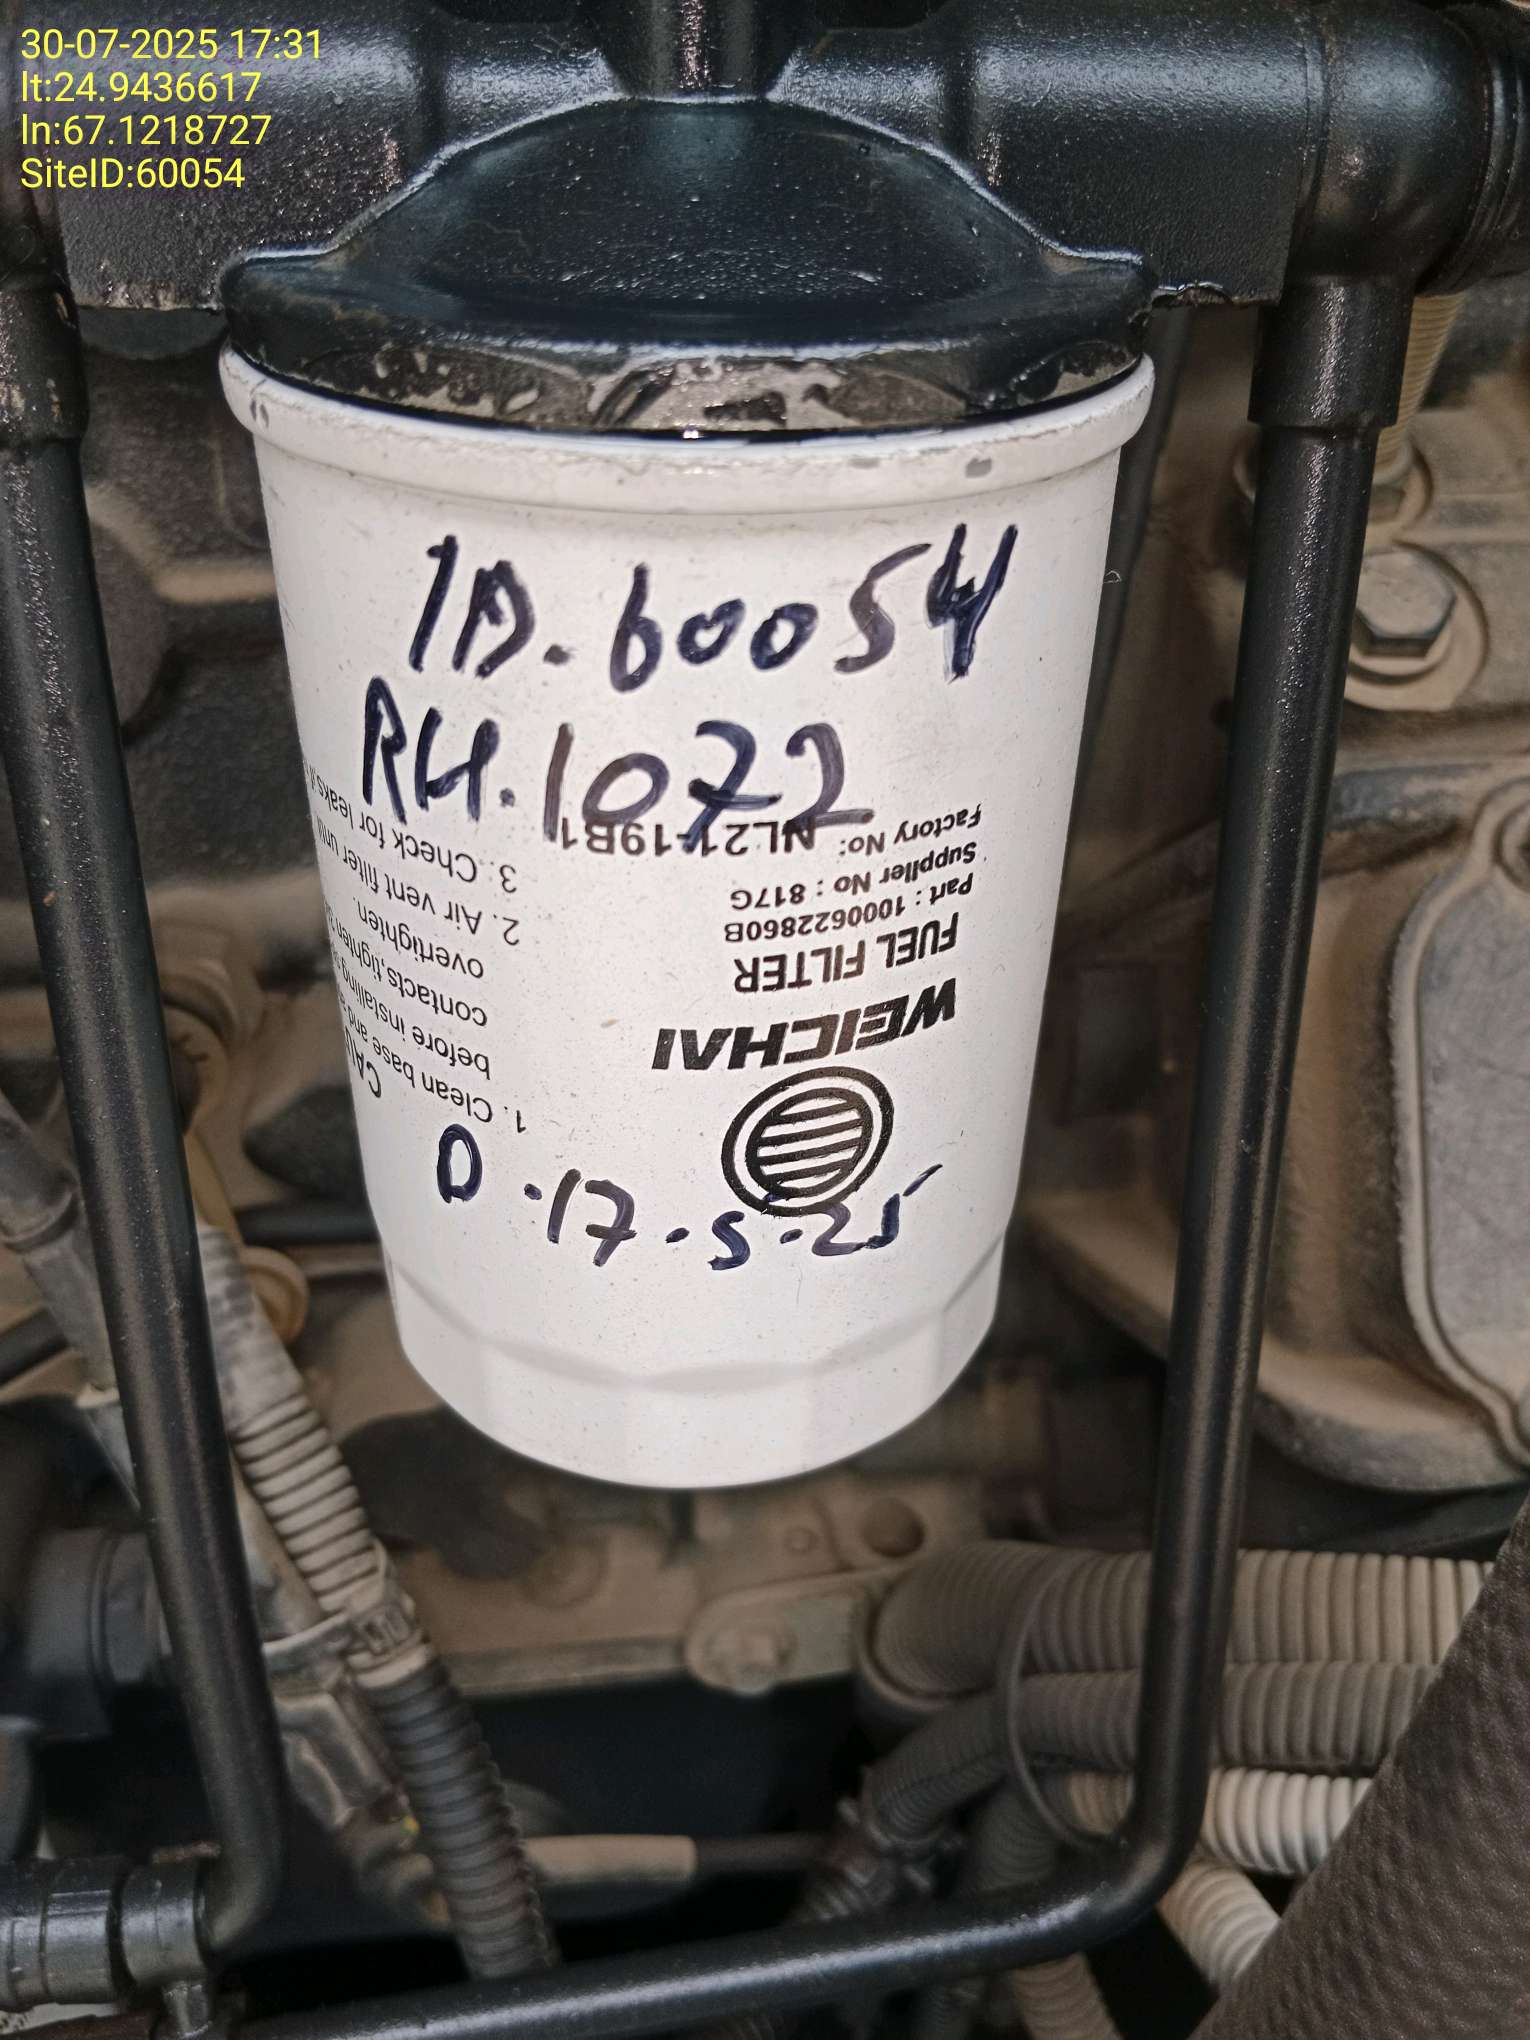 30-07-2025 17:31
lt:24.9436617
ln:67.1218727
SiteID:60054
ID.60054
RH.1072
D.17.5.25
WEICHAI
FUEL FILTER
Part : 1000622860B
Supplier No : 817G
Factory No: NL21-19B1
1. Clean base and
before installing
contacts,tighten
overtighten.
2. Air vent filter until
3. Check for leaks